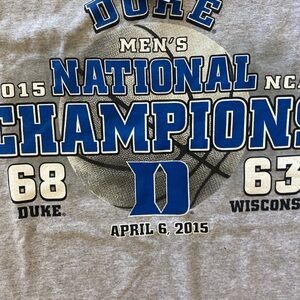 DUKE
MEN'S
2015 NATIONAL NCAA
CHAMPIONS
68 63
DUKE. WISCONSIN
D
APRIL 6, 2015